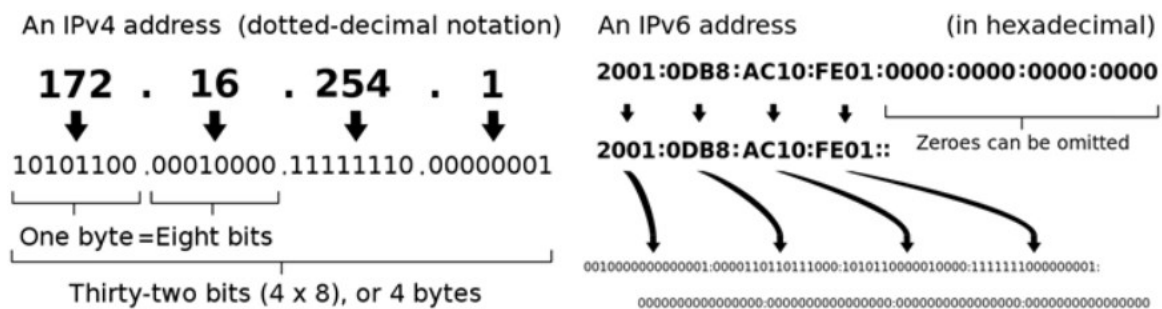 An IPv4 address (dotted-decimal notation)
172 . 16 . 254 . 1
10101100 .00010000 .11111110 .00000001
One byte=Eight bits
Thirty-two bits (4 x 8), or 4 bytes
An IPv6 address (in hexadecimal)
2001:0DB8:AC10:FE01:0000:0000:0000:0000
2001:0DB8:AC10:FE01:: Zeroes can be omitted
0010000000000001:0000110110111000:1010110000010000:1111111000000001:
0000000000000000:0000000000000000:0000000000000000:0000000000000000